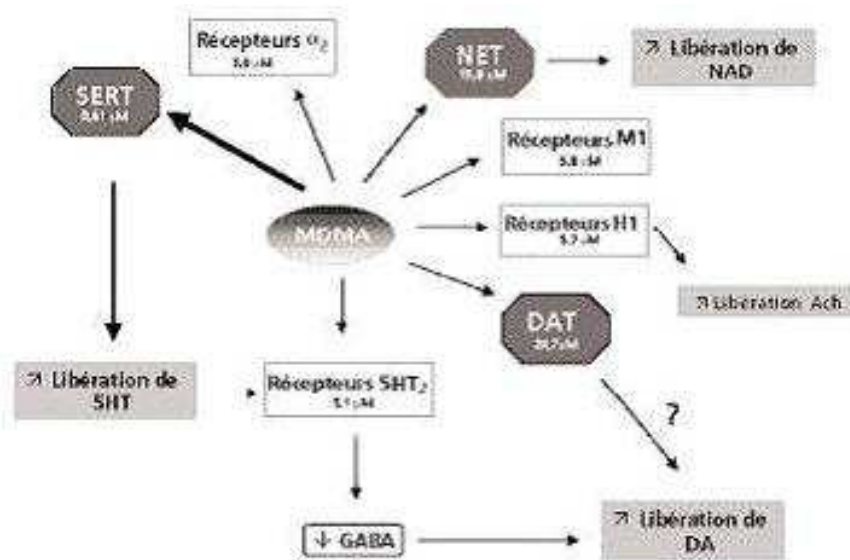 Récepteurs α₂
NET
↗ Libération de
NAD
SERT
Récepteurs M1
MDMA
Récepteurs H1
↗ Libération Ach
DAT
↗ Libération de
5HT
Récepteurs 5HT₂
?
↓ GABA
↗ Libération de
DA